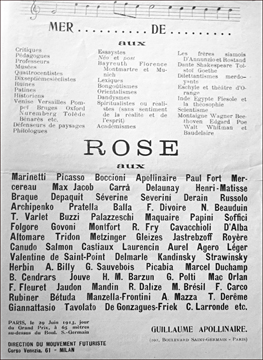 MER ... DE ...
aux
Critiques
Pédagogues
Professeurs
Musées
Quattrocentistes
Dixseptièmesiècliste
Ruines
Patines
Historiens
Venise Versailles Pompéi Bruges Oxford Nuremberg Tolède Bénarès etc.
Défenseurs de paysages
Philologues
Essayistes
Néo et post
Bayreuth Florence
Montmartre et Munich
Lexiques
Bongoûtismes
Orientalismes
Dandysmes
Spiritualistes ou réalistes (sans sentiment de la réalité et de l'esprit)
Académismes
Les frères siamois D'Annunzio et Rostand
Dante Shakespeare Tolstoï Goethe
Dilettantismes merdoyants
Eschyle et théâtre d'Orange
Inde Egypte Fiesole et la théosophie
Scientisme
Montaigne Wagner Beethoven Edgard Poe Walt Whitman et Baudelaire
ROSE
aux
Marinetti Picasso Boccioni Apollinaire Paul Fort Mercereau
Max Jacob Carrà Delaunay Henri-Matisse
Braque Depaquit Séverine Severini Derain Russolo
Archipenko Pratella Balla F. Divoire N. Beauduin
T. Varlet Buzzi Palazzeschi Maquaire Papini Soffici
Folgore Govoni Montfort R. Fry Cavacchioli D'Alba
Altomare Tridon Metzinger Gleizes Jastrebzoff Royère
Canudo Salmon Castiaux Laurencin Aurel Agero Léger
Valentine de Saint-Point Delmarle Kandinsky Strawinsky
Herbin A. Billy G. Sauvebois Picabia Marcel Duchamp
B. Cendrars Jouve H. M. Barzun G. Polti Mac Orlan
F. Fleuret Jaudon Mandin R. Dalize M. Brésil F. Carco
Rubiner Bétuda Manzella-Frontini A. Mazza T. Derême
Giannattasio Tavolato De Gonzagues-Friek C. Larronde etc.
PARIS, le 29 Juin 1913, jour
du Grand Prix, à 65 mètres
au-dessus du Boul. S.-Germain
DIRECTION DU MOUVEMENT FUTURISTE
Corso Venezia, 61 - MILAN
GUILLAUME APOLLINAIRE.
(202, Boulevard Saint-Germain - Paris)